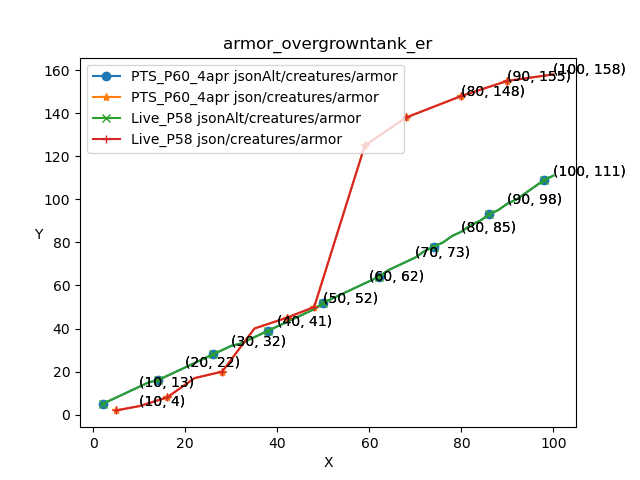 armor_overgrowntank_er
PTS_P60_4apr jsonAlt/creatures/armor
PTS_P60_4apr json/creatures/armor
Live_P58 jsonAlt/creatures/armor
Live_P58 json/creatures/armor
(100, 158)
(90, 155)
(80, 148)
(100, 111)
(90, 98)
(80, 85)
(70, 73)
(60, 62)
(50, 52)
(40, 41)
(30, 32)
(20, 22)
(10, 13)
(10, 4)
160
140
120
100
80
60
40
20
0
Y
0 20 40 60 80 100
X